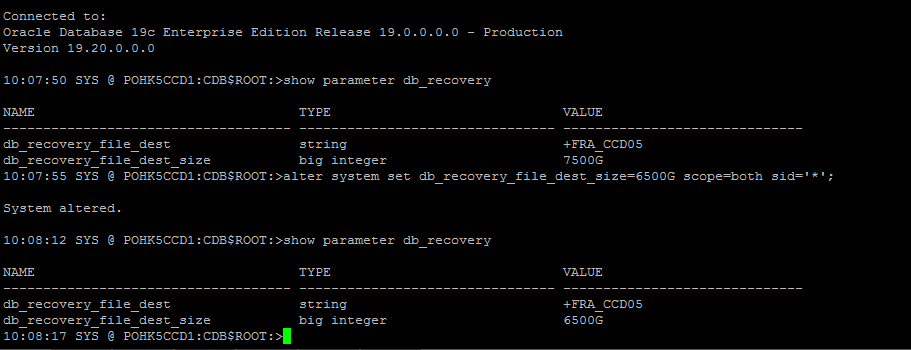 Connected to:
Oracle Database 19c Enterprise Edition Release 19.0.0.0.0 - Production
Version 19.20.0.0.0
10:07:50 SYS @ POHK5CCD1:CDB$ROOT:>show parameter db_recovery
NAME                                 TYPE                             VALUE
------------------------------------ -------------------------------- ------------------------------
db_recovery_file_dest                string                           +FRA_CCD05
db_recovery_file_dest_size           big integer                      7500G
10:07:55 SYS @ POHK5CCD1:CDB$ROOT:>alter system set db_recovery_file_dest_size=6500G scope=both sid='*';
System altered.
10:08:12 SYS @ POHK5CCD1:CDB$ROOT:>show parameter db_recovery
NAME                                 TYPE                             VALUE
------------------------------------ -------------------------------- ------------------------------
db_recovery_file_dest                string                           +FRA_CCD05
db_recovery_file_dest_size           big integer                      6500G
10:08:17 SYS @ POHK5CCD1:CDB$ROOT:>